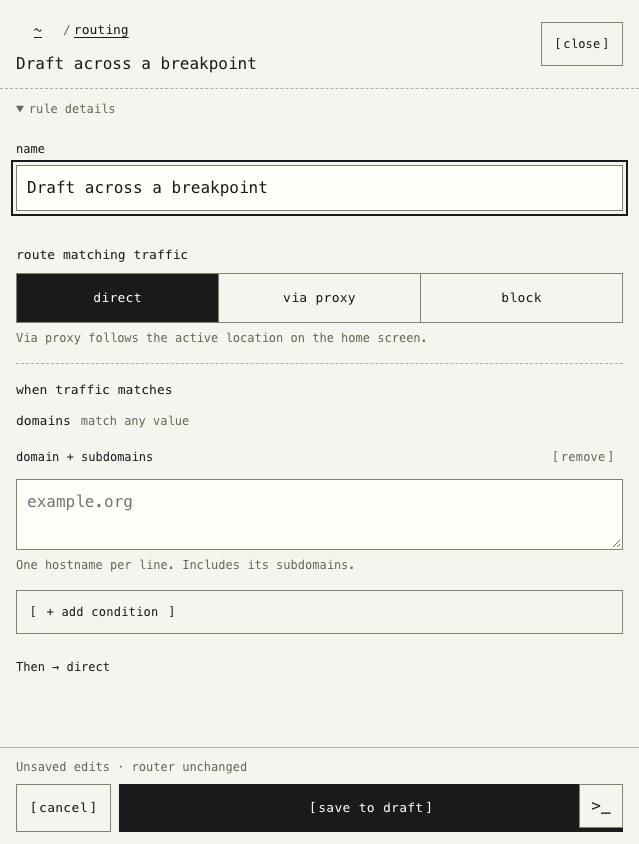 ~ / routing
[close]
Draft across a breakpoint
▼ rule details
name
Draft across a breakpoint
route matching traffic
direct
via proxy
block
Via proxy follows the active location on the home screen.
when traffic matches
domains match any value
domain + subdomains
[remove]
example.org
One hostname per line. Includes its subdomains.
[ + add condition ]
Then → direct
Unsaved edits · router unchanged
[cancel]
[save to draft]
>_